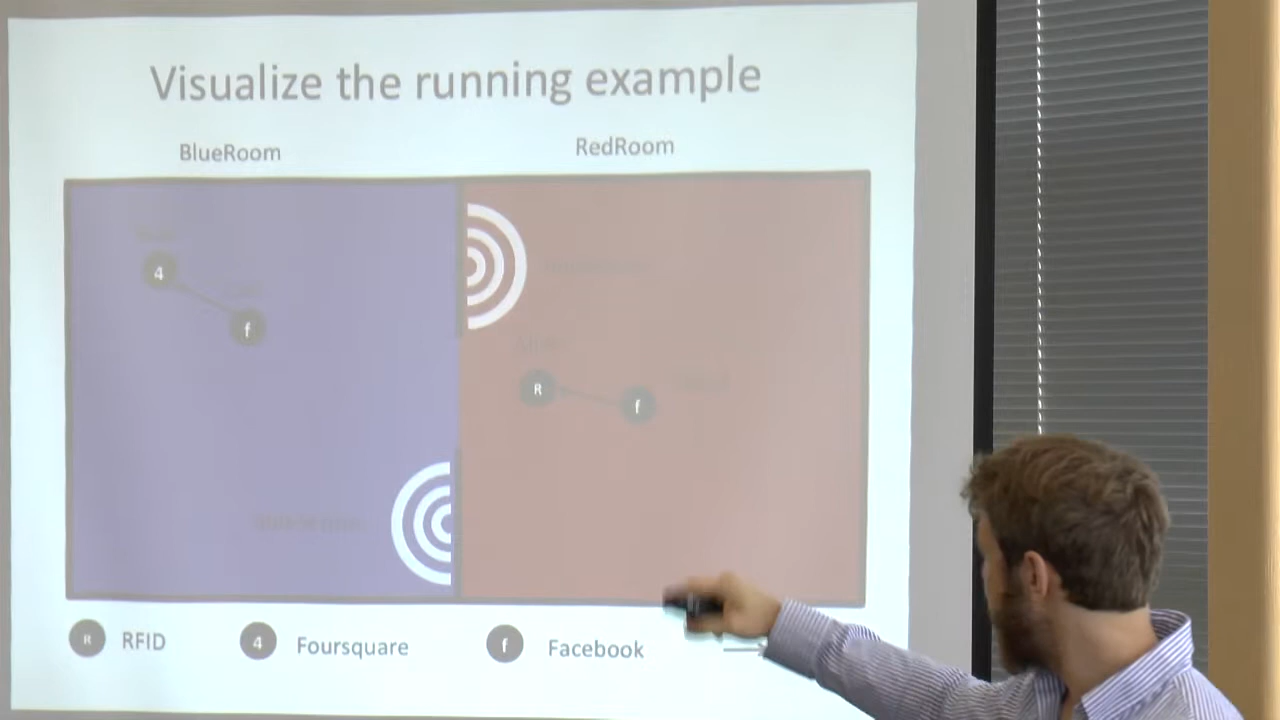 Visualize the running example
BlueRoom
RedRoom
4
f
R
f
R RFID
4 Foursquare
f Facebook